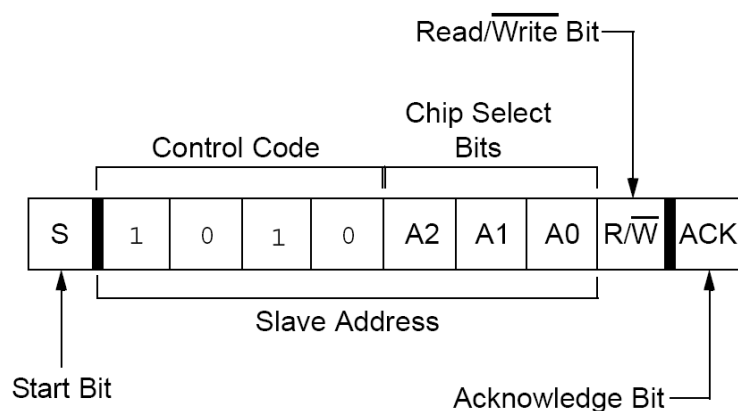 Read/Write Bit
Chip Select
Control Code Bits
S 1 0 1 0 A2 A1 A0 R/W ACK
Slave Address
Start Bit
Acknowledge Bit